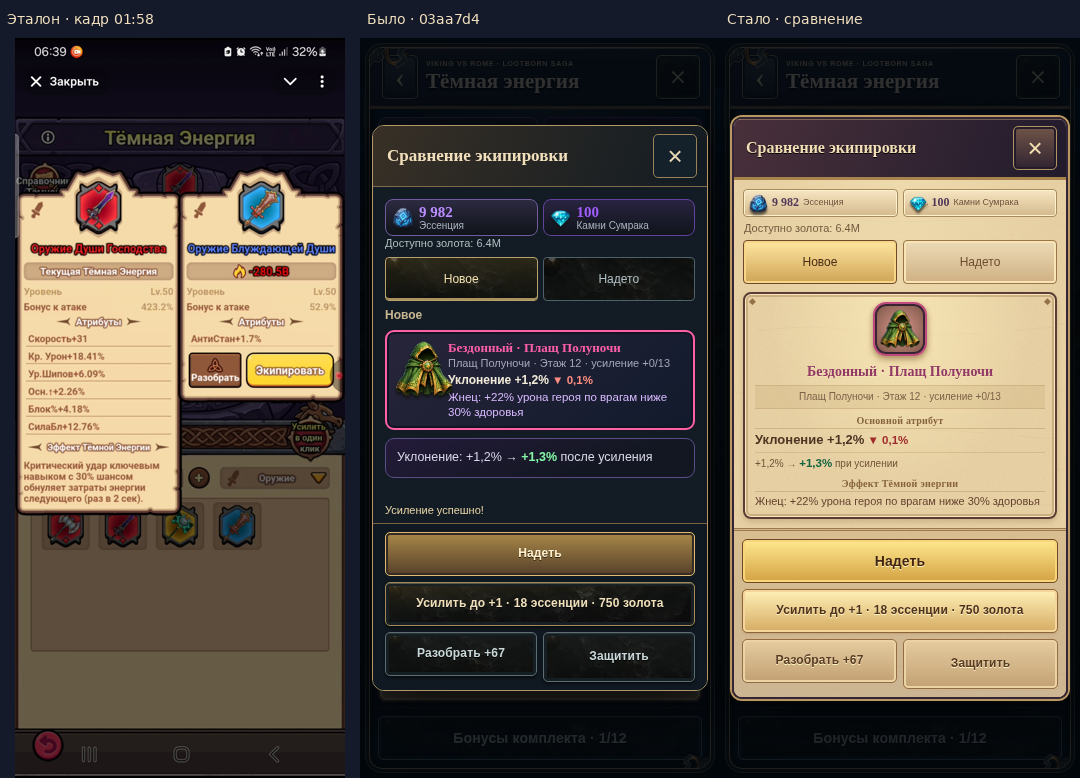 Эталон · кадр 01:58
Было · 03aa7d4
Стало · сравнение
06:39
Vo))
LTE
32%
Закрыть
Тёмная Энергия
Справочник
Оружие Души Господства
Текущая Тёмная Энергия
Уровень Lv.50
Бонус к атаке 423.2%
Атрибуты
Скорость+31
Кр. Урон+18.41%
Ур.Шипов+6.09%
Осн.↑+2.26%
Блок%+4.18%
СилаБл+12.76%
Эффект Тёмной Энергии
Критический удар ключевым
навыком с 30% шансом
обнуляет затраты энергии
следующего (раз в 2 сек).
Оружие Блуждающей Души
-280.5B
Уровень Lv.50
Бонус к атаке 52.9%
Атрибуты
АнтиСтан+1.7%
Разобрать
Экипировать
Усилить
в один
клик
Оружие
VIKING VS ROME · LOOTBORN SAGA
Тёмная энергия
Сравнение экипировки
9 982
Эссенция
100
Камни Сумрака
Доступно золота: 6.4M
Новое
Надето
Новое
Бездонный · Плащ Полуночи
Плащ Полуночи · Этаж 12 · усиление +0/13
Уклонение +1,2% ▼ 0,1%
Жнец: +22% урона героя по врагам ниже
30% здоровья
Уклонение: +1,2% → +1,3% после усиления
Усиление успешно!
Надеть
Усилить до +1 · 18 эссенции · 750 золота
Разобрать +67
Защитить
Бонусы комплекта · 1/12
VIKING VS ROME · LOOTBORN SAGA
Тёмная энергия
Сравнение экипировки
9 982 Эссенция
100 Камни Сумрака
Доступно золота: 6.4M
Новое
Надето
Бездонный · Плащ Полуночи
Плащ Полуночи · Этаж 12 · усиление +0/13
Основной атрибут
Уклонение +1,2% ▼ 0,1%
+1,2% → +1,3% при усилении
Эффект Тёмной энергии
Жнец: +22% урона героя по врагам ниже 30% здоровья
Надеть
Усилить до +1 · 18 эссенции · 750 золота
Разобрать +67
Защитить
Бонусы комплекта · 1/12